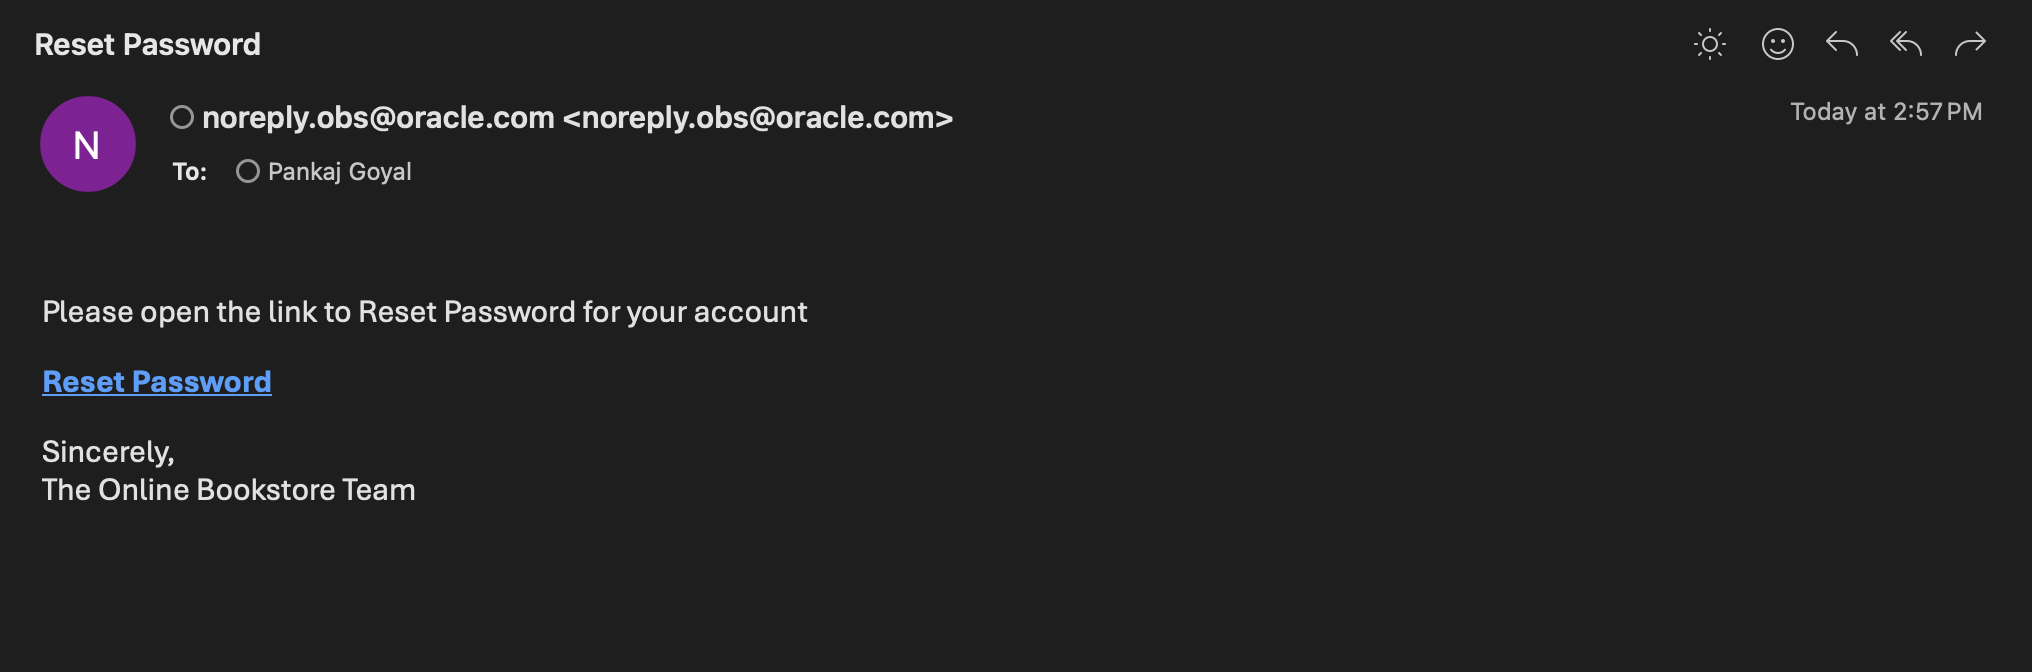 Reset Password
N
noreply.obs@oracle.com <noreply.obs@oracle.com>
Today at 2:57 PM
To: Pankaj Goyal
Please open the link to Reset Password for your account
Reset Password
Sincerely,
The Online Bookstore Team